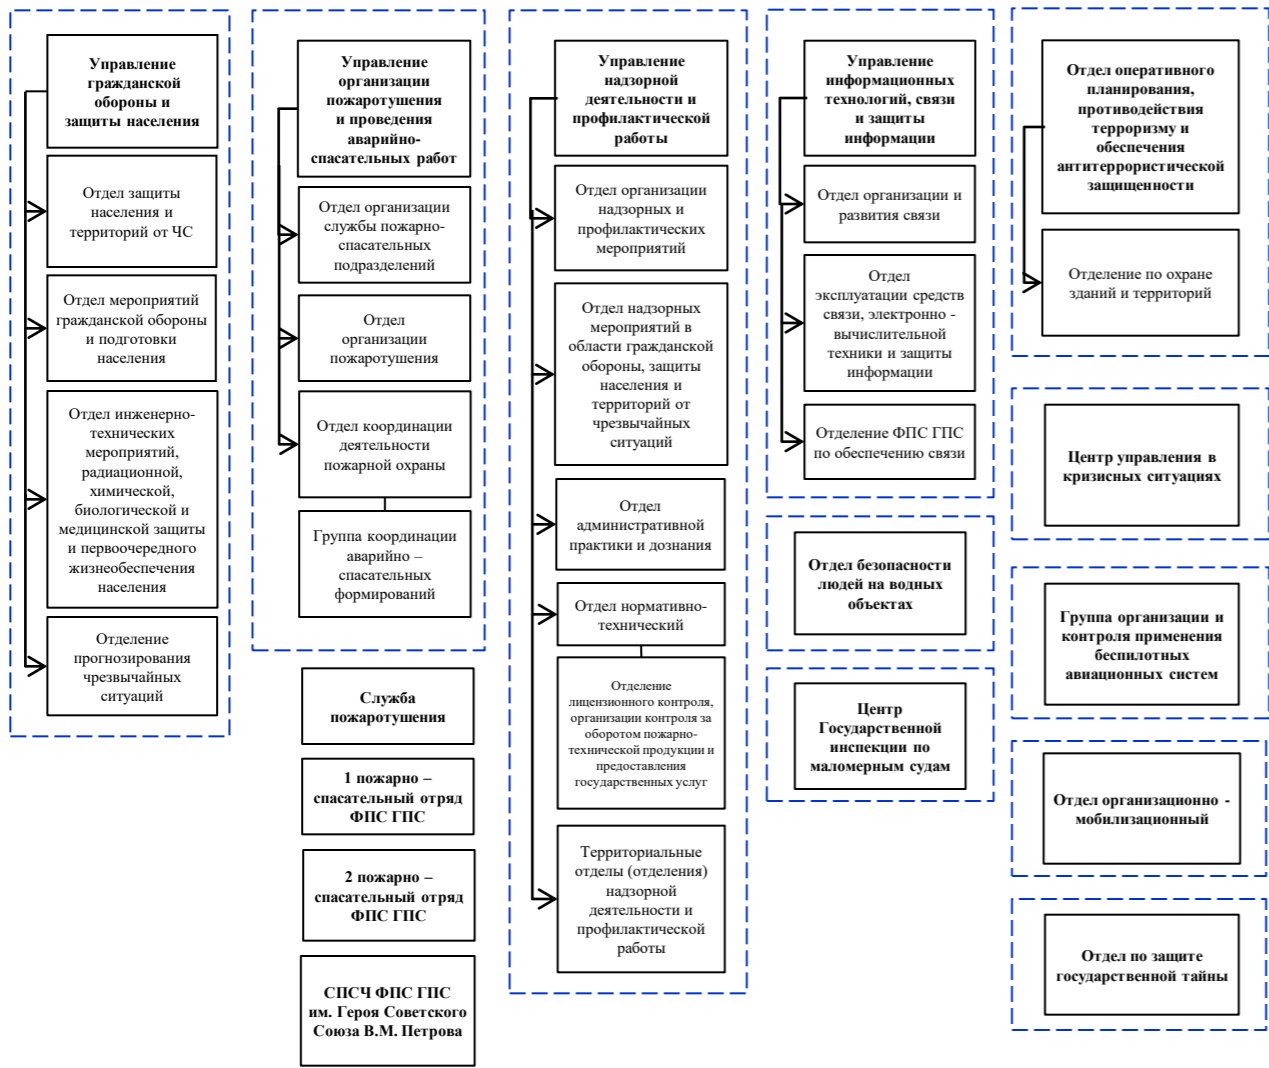 Управление
гражданской
обороны и
защиты населения
Отдел защиты
населения и
территорий от ЧС
Отдел мероприятий
гражданской обороны
и подготовки
населения
Отдел инженерно-
технических
мероприятий,
радиационной,
химической,
биологической и
медицинской защиты
и первоочередного
жизнеобеспечения
населения
Отделение
прогнозирования
чрезвычайных
ситуаций
Управление
организации
пожаротушения
и проведения
аварийно-
спасательных работ
Отдел организации
службы пожарно-
спасательных
подразделений
Отдел
организации
пожаротушения
Отдел координации
деятельности
пожарной охраны
Группа координации
аварийно –
спасательных
формирований
Служба
пожаротушения
1 пожарно –
спасательный отряд
ФПС ГПС
2 пожарно –
спасательный отряд
ФПС ГПС
СПСЧ ФПС ГПС
им. Героя Советского
Союза В.М. Петрова
Управление
надзорной
деятельности и
профилактической
работы
Отдел организации
надзорных и
профилактических
мероприятий
Отдел надзорных
мероприятий в
области гражданской
обороны, защиты
населения и
территорий от
чрезвычайных
ситуаций
Отдел
административной
практики и дознания
Отдел нормативно-
технический
Отделение
лицензионного контроля,
организации контроля за
оборотом пожарно-
технической продукции и
предоставления
государственных услуг
Территориальные
отделы (отделения)
надзорной
деятельности и
профилактической
работы
Управление
информационных
технологий, связи
и защиты
информации
Отдел организации и
развития связи
Отдел
эксплуатации средств
связи, электронно -
вычислительной
техники и защиты
информации
Отделение ФПС ГПС
по обеспечению связи
Отдел безопасности
людей на водных
объектах
Центр
Государственной
инспекции по
маломерным судам
Отдел оперативного
планирования,
противодействия
терроризму и
обеспечения
антитеррористической
защищенности
Отделение по охране
зданий и территорий
Центр управления в
кризисных ситуациях
Группа организации и
контроля применения
беспилотных
авиационных систем
Отдел организационно -
мобилизационный
Отдел по защите
государственной тайны